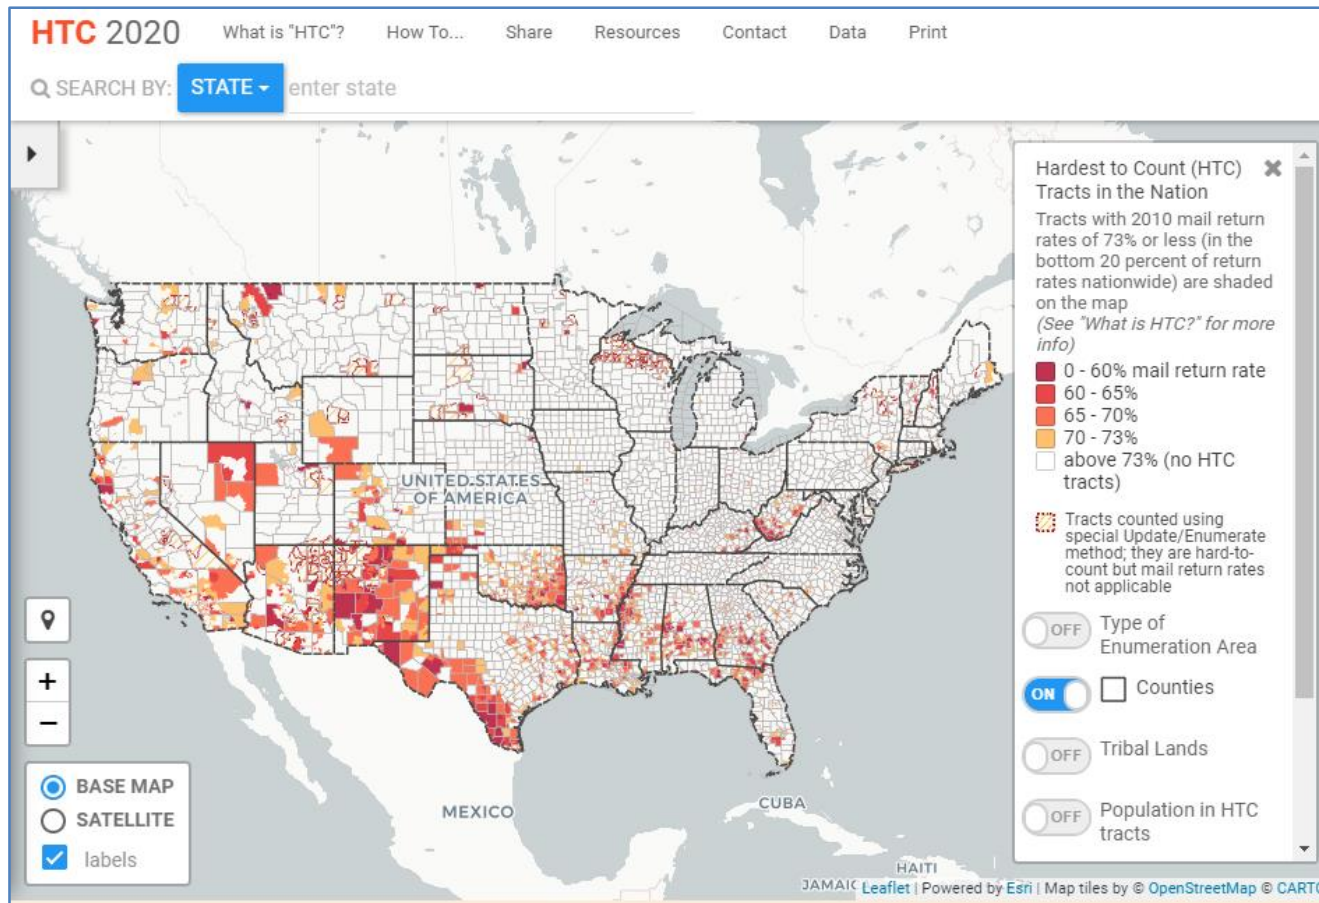 HTC 2020 What is "HTC"? How To... Share Resources Contact Data Print
SEARCH BY: STATE enter state
Hardest to Count (HTC)
Tracts in the Nation
Tracts with 2010 mail return
rates of 73% or less (in the
bottom 20 percent of return
rates nationwide) are shaded
on the map
(See "What is HTC?" for more
info)
0 - 60% mail return rate
60 - 65%
65 - 70%
70 - 73%
above 73% (no HTC
tracts)
Tracts counted using
special Update/Enumerate
method; they are hard-to-
count but mail return rates
not applicable
OFF Type of
Enumeration Area
ON Counties
OFF Tribal Lands
OFF Population in HTC
tracts
UNITED STATES
OF AMERICA
MEXICO
CUBA
HAITI
+
−
BASE MAP
SATELLITE
labels
JAMAIC
Leaflet | Powered by Esri | Map tiles by © OpenStreetMap © CARTO